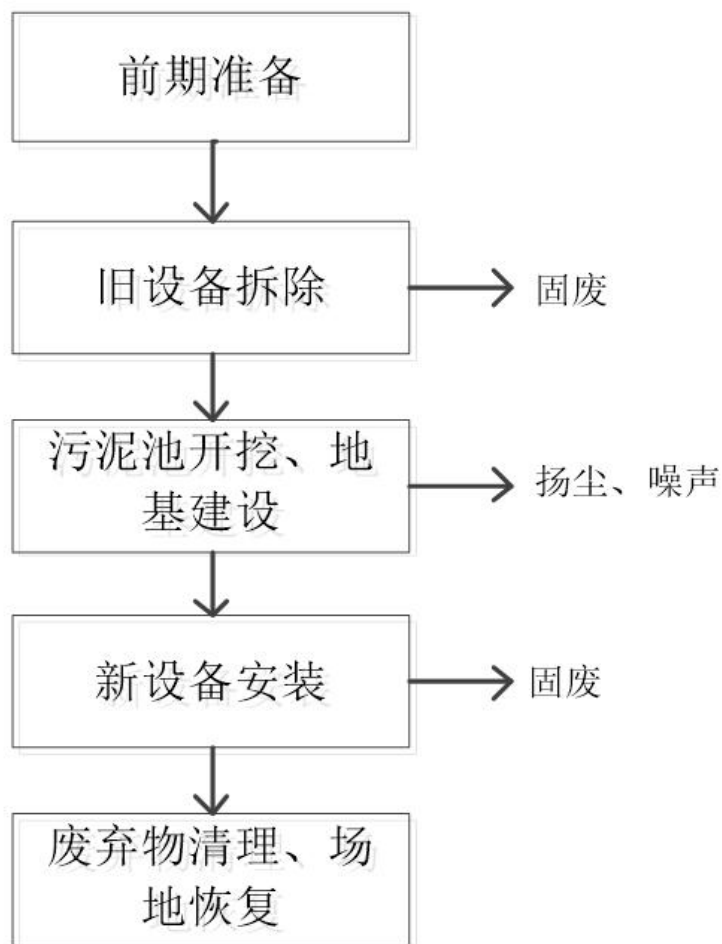 前期准备
旧设备拆除
固废
污泥池开挖、地
基建设
扬尘、噪声
新设备安装
固废
废弃物清理、场
地恢复